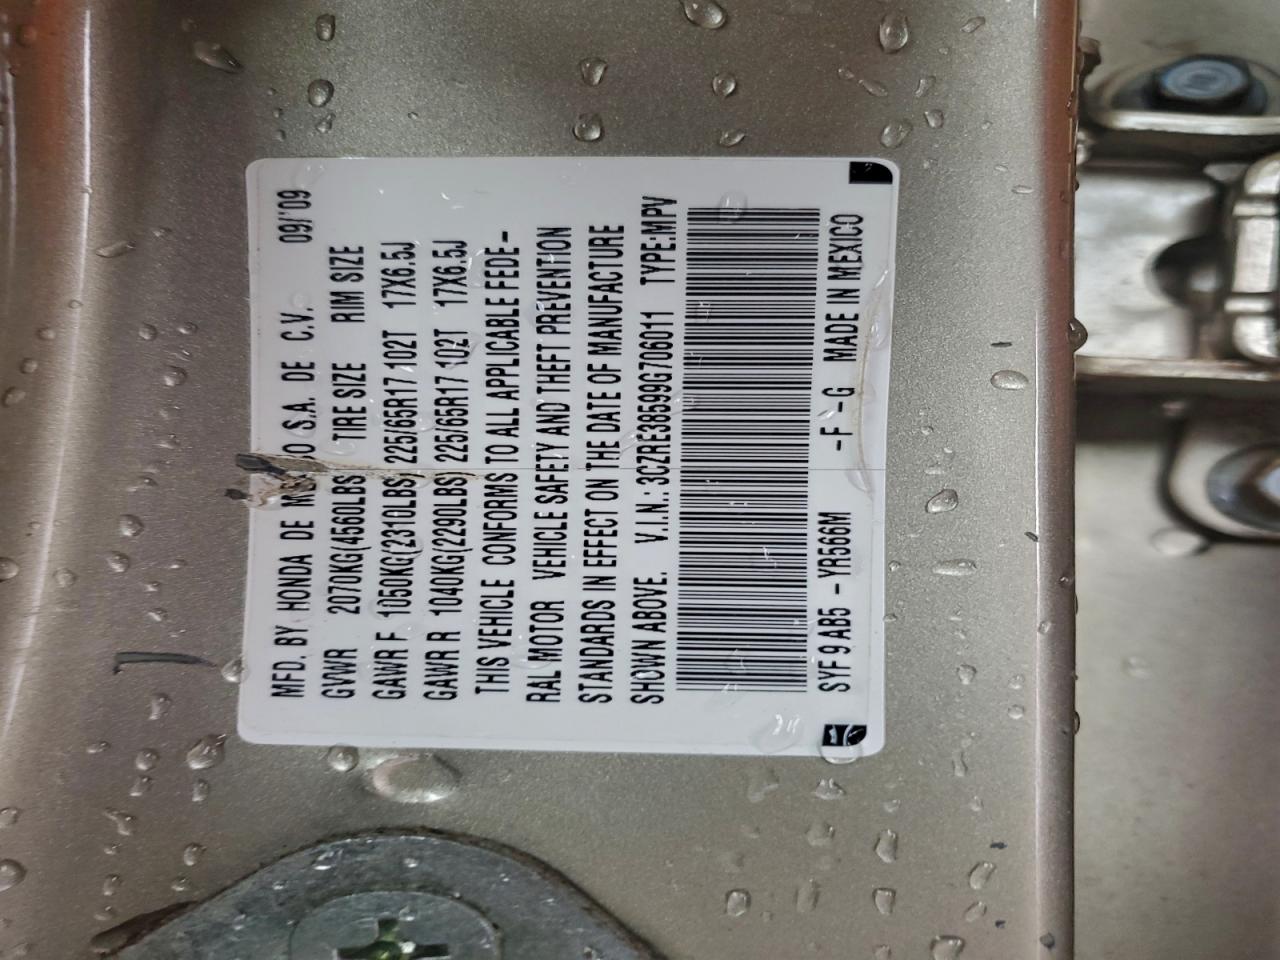 MFD. BY HONDA DE MEXICO S.A. DE C.V. 09/'09
GVWR 2070KG(4560LBS) TIRE SIZE RIM SIZE
GAWR F 1050KG(2310LBS) 225/65R17 102T 17X6.5J
GAWR R 1040KG(2290LBS) 225/65R17 102T 17X6.5J
THIS VEHICLE CONFORMS TO ALL APPLICABLE FEDE-
RAL MOTOR VEHICLE SAFETY AND THEFT PREVENTION
STANDARDS IN EFFECT ON THE DATE OF MANUFACTURE
SHOWN ABOVE. V.I.N.: 3CZRE38599G706011 TYPE:MPV
SYF9AB5 - YR566M -F -G MADE IN MEXICO